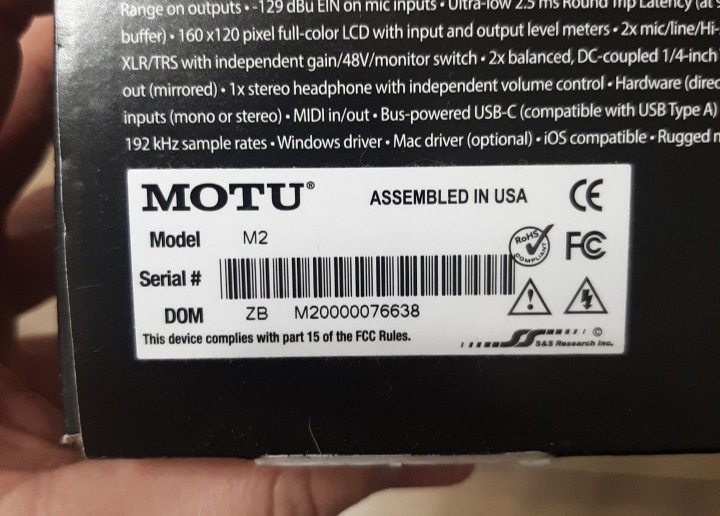 Range on outputs • -129 dBu EIN on mic inputs • Ultra-low 2.5 ms Round Trip Latency (at
buffer) • 160 x120 pixel full-color LCD with input and output level meters • 2x mic/line/Hi-
XLR/TRS with independent gain/48V/monitor switch • 2x balanced, DC-coupled 1/4-inch
out (mirrored) • 1x stereo headphone with independent volume control • Hardware (direc
inputs (mono or stereo) • MIDI in/out • Bus-powered USB-C (compatible with USB Type A)
192 kHz sample rates • Windows driver • Mac driver (optional) • iOS compatible • Rugged
MOTU® ASSEMBLED IN USA CE
Model M2 RoHS COMPLIANT FC
Serial #
DOM ZB M20000076638
This device complies with part 15 of the FCC Rules.
SS ©
S&S Research Inc.